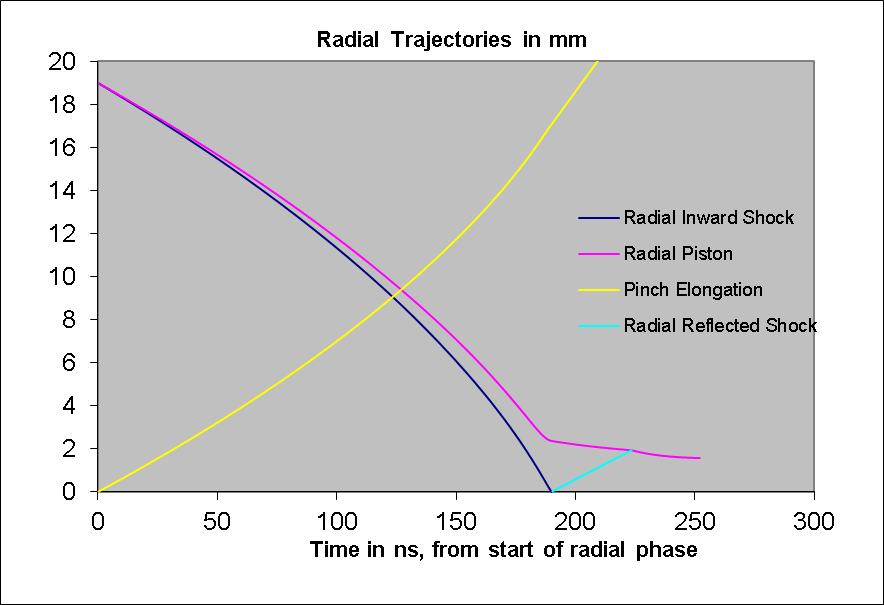 Radial Trajectories in mm
20
18
16
14
12
10
8
6
4
2
0
Radial Inward Shock
Radial Piston
Pinch Elongation
Radial Reflected Shock
0 50 100 150 200 250 300
Time in ns, from start of radial phase